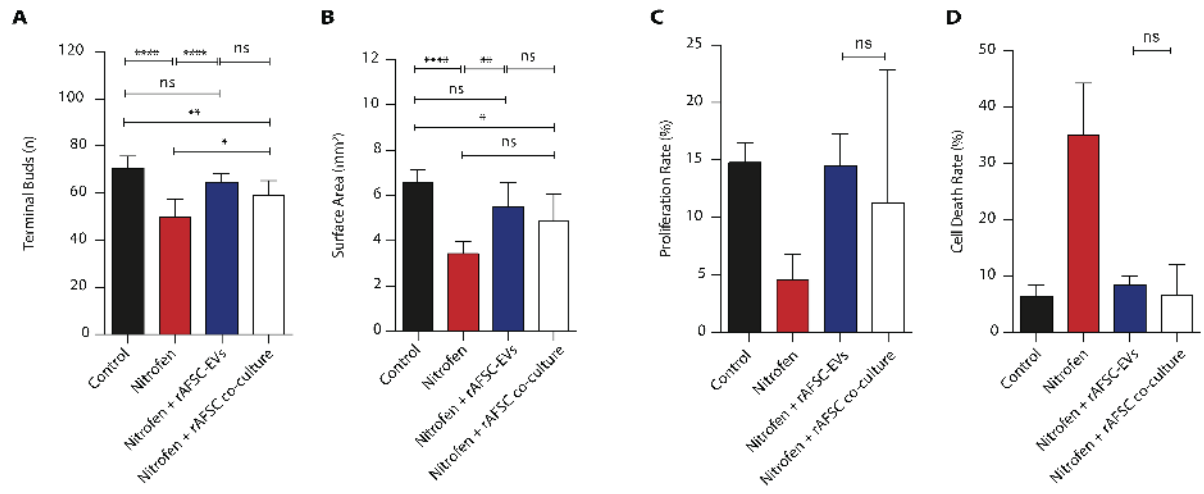 A
Terminal Buds (n)
120
100
80
60
40
20
0
****
****
ns
ns
**
*
Control
Nitrofen
Nitrofen + rAFSC-EVs
Nitrofen + rAFSC co-culture
B
Surface Area (mm²)
12
10
8
6
4
2
0
****
**
ns
ns
*
ns
Control
Nitrofen
Nitrofen + rAFSC-EVs
Nitrofen + rAFSC co-culture
C
Proliferation Rate (%)
25
20
15
10
5
0
ns
Control
Nitrofen
Nitrofen + rAFSC-EVs
Nitrofen + rAFSC co-culture
D
Cell Death Rate (%)
50
40
30
20
10
0
ns
Control
Nitrofen
Nitrofen + rAFSC-EVs
Nitrofen + rAFSC co-culture